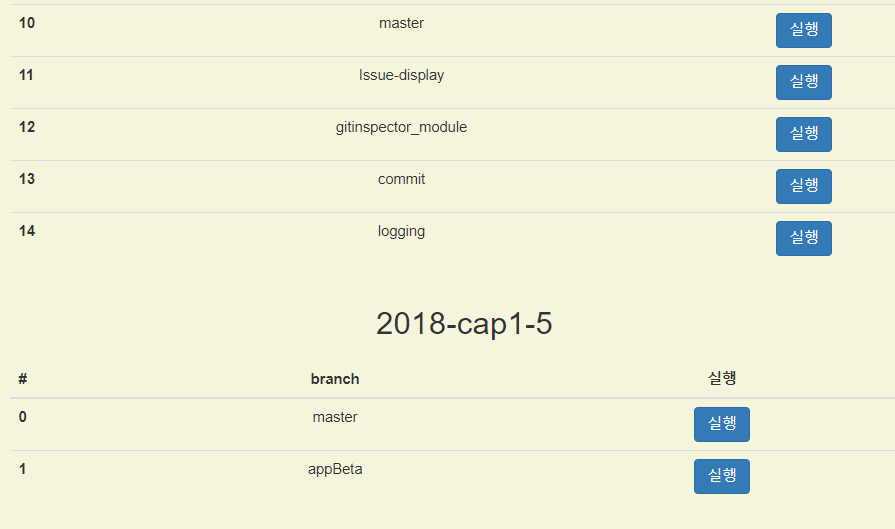 10 master 실행
11 Issue-display 실행
12 gitinspector_module 실행
13 commit 실행
14 logging 실행
2018-cap1-5
# branch 실행
0 master 실행
1 appBeta 실행